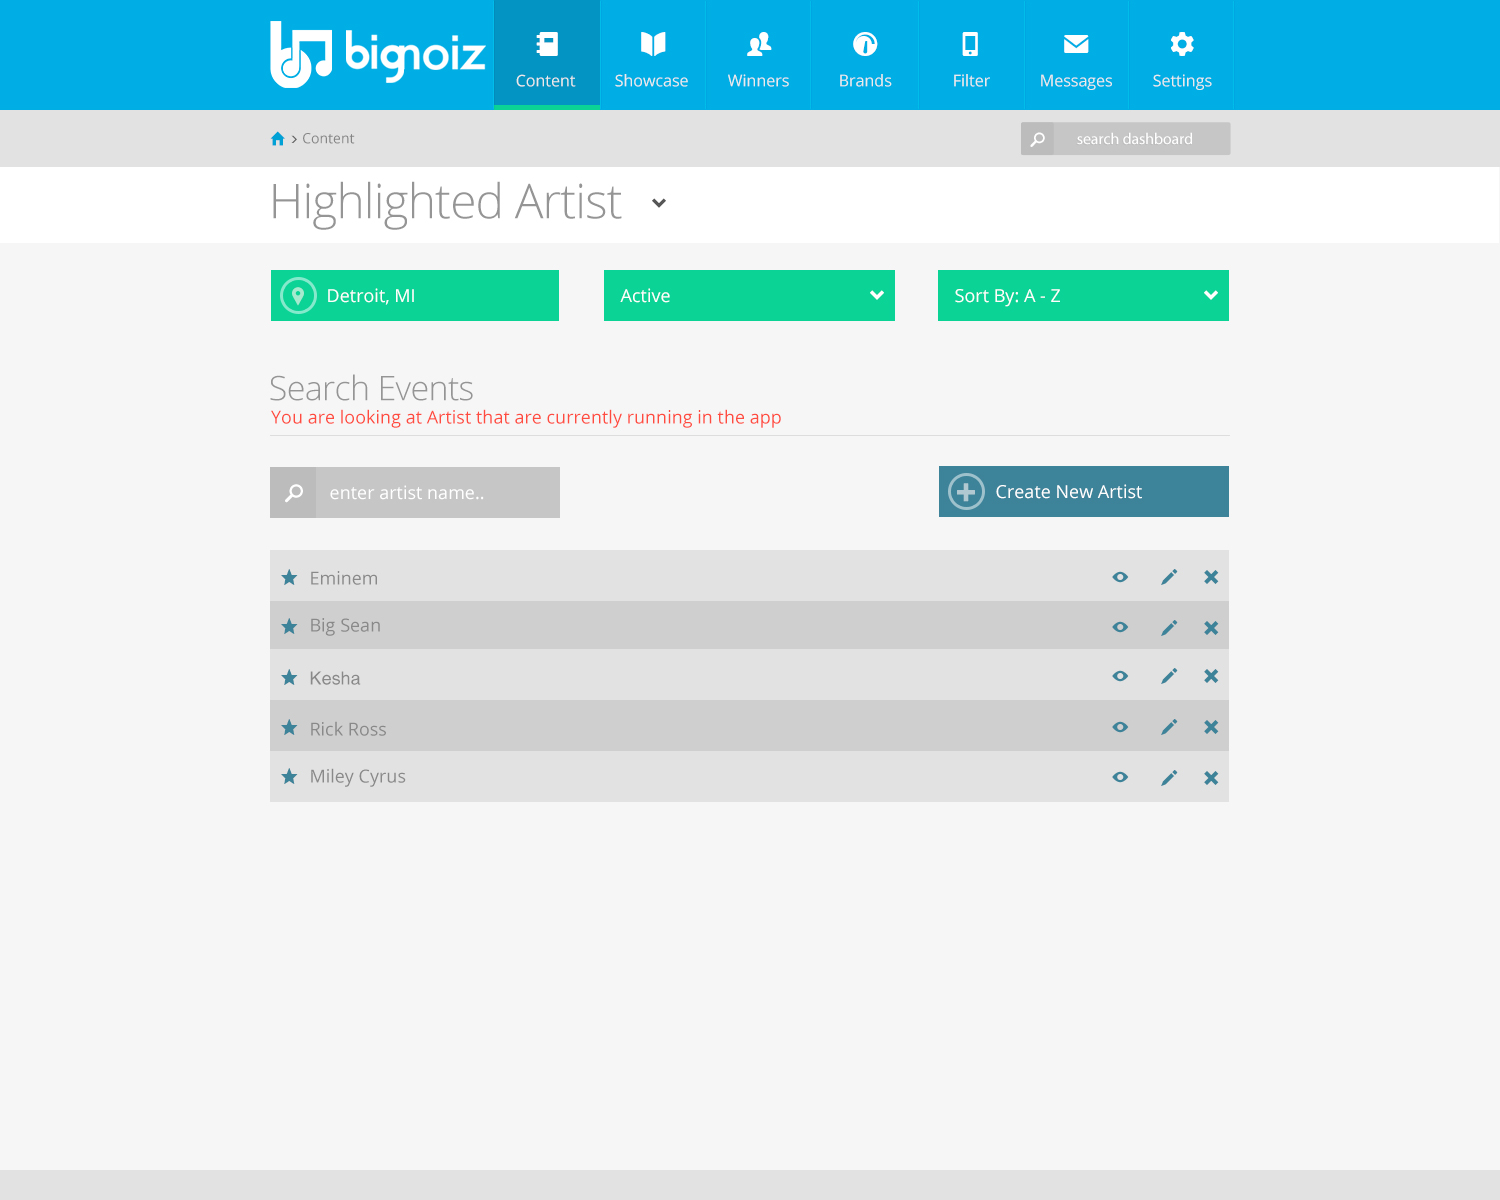 bignoiz
Content
Showcase
Winners
Brands
Filter
Messages
Settings
> Content
search dashboard
Highlighted Artist
Detroit, MI
Active
Sort By: A - Z
Search Events
You are looking at Artist that are currently running in the app
enter artist name..
Create New Artist
Eminem
Big Sean
Kesha
Rick Ross
Miley Cyrus